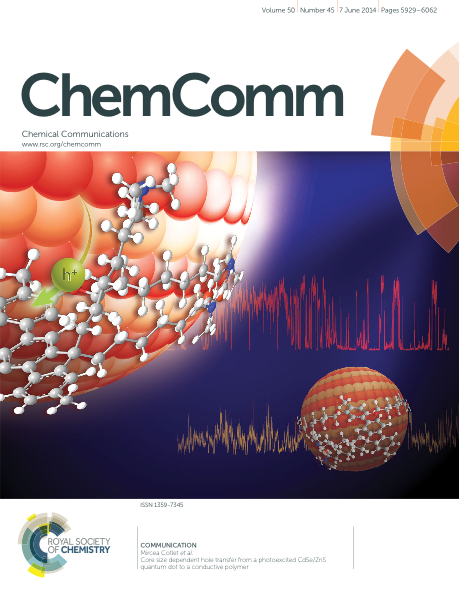 Volume 50 | Number 45 | 7 June 2014 | Pages 5929–6062
ChemComm
Chemical Communications
www.rsc.org/chemcomm
h+
ISSN 1359-7345
ROYAL SOCIETY
OF CHEMISTRY
COMMUNICATION
Mircea Cotlet et al.
Core size dependent hole transfer from a photoexcited CdSe/ZnS
quantum dot to a conductive polymer